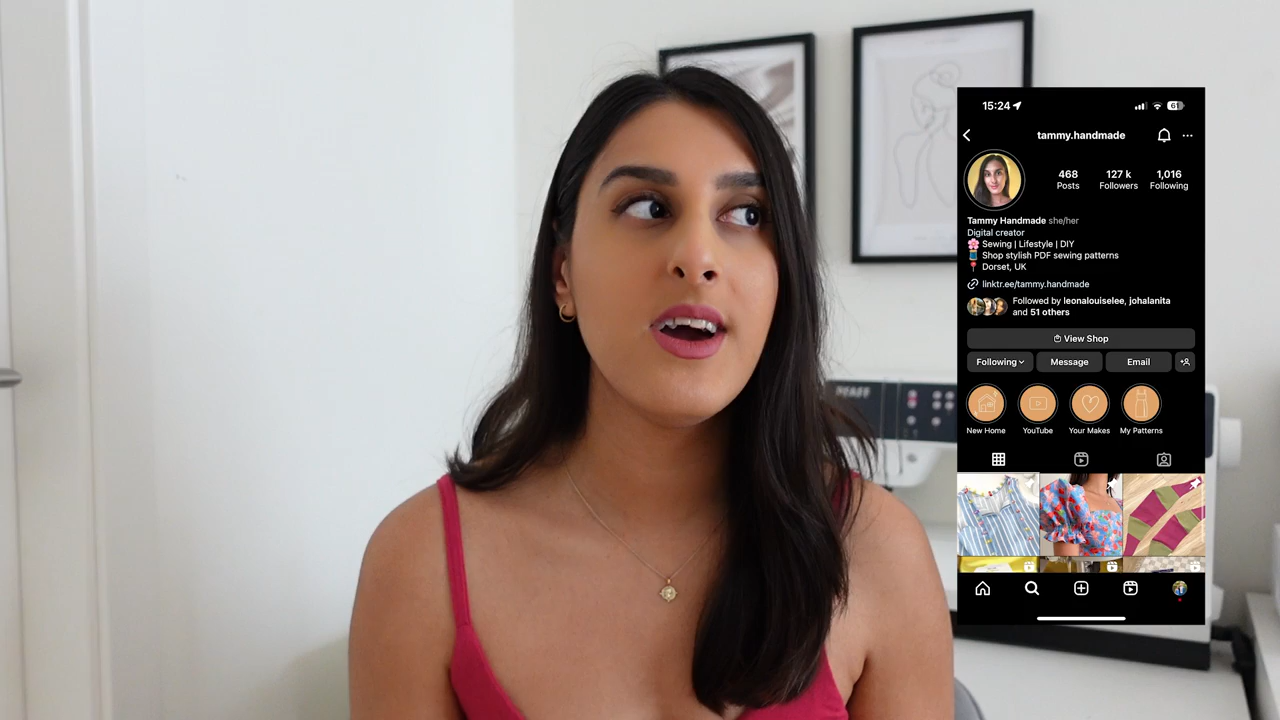 PFAFF
15:24
61
tammy.handmade
468
Posts
127 k
Followers
1,016
Following
Tammy Handmade she/her
Digital creator
Sewing | Lifestyle | DIY
Shop stylish PDF sewing patterns
Dorset, UK
linktr.ee/tammy.handmade
Followed by leonalouiselee, johalanita
and 51 others
View Shop
Following
Message
Email
New Home
YouTube
Your Makes
My Patterns